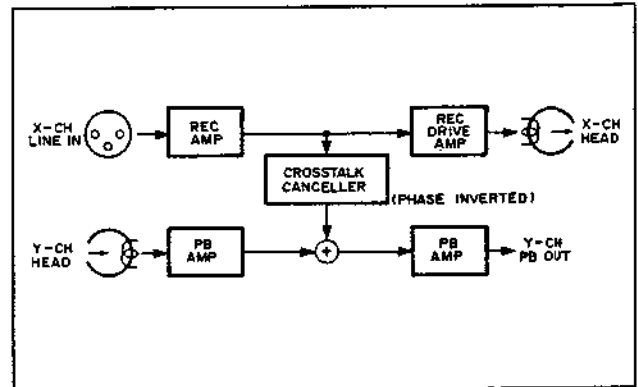 X-CH
LINE IN
REC
AMP
REC
DRIVE
AMP
X-CH
HEAD
CROSSTALK
CANCELLER
(PHASE INVERTED)
Y-CH
HEAD
PB
AMP
+
PB
AMP
Y-CH
PB OUT